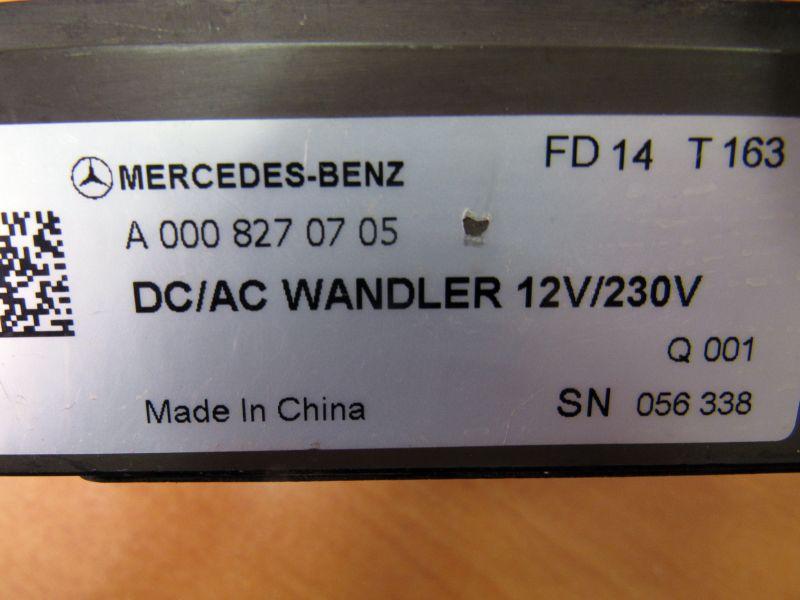 FD 14 T 163
MERCEDES-BENZ
A 000 827 07 05
DC/AC WANDLER 12V/230V
Q 001
Made In China
SN 056 338